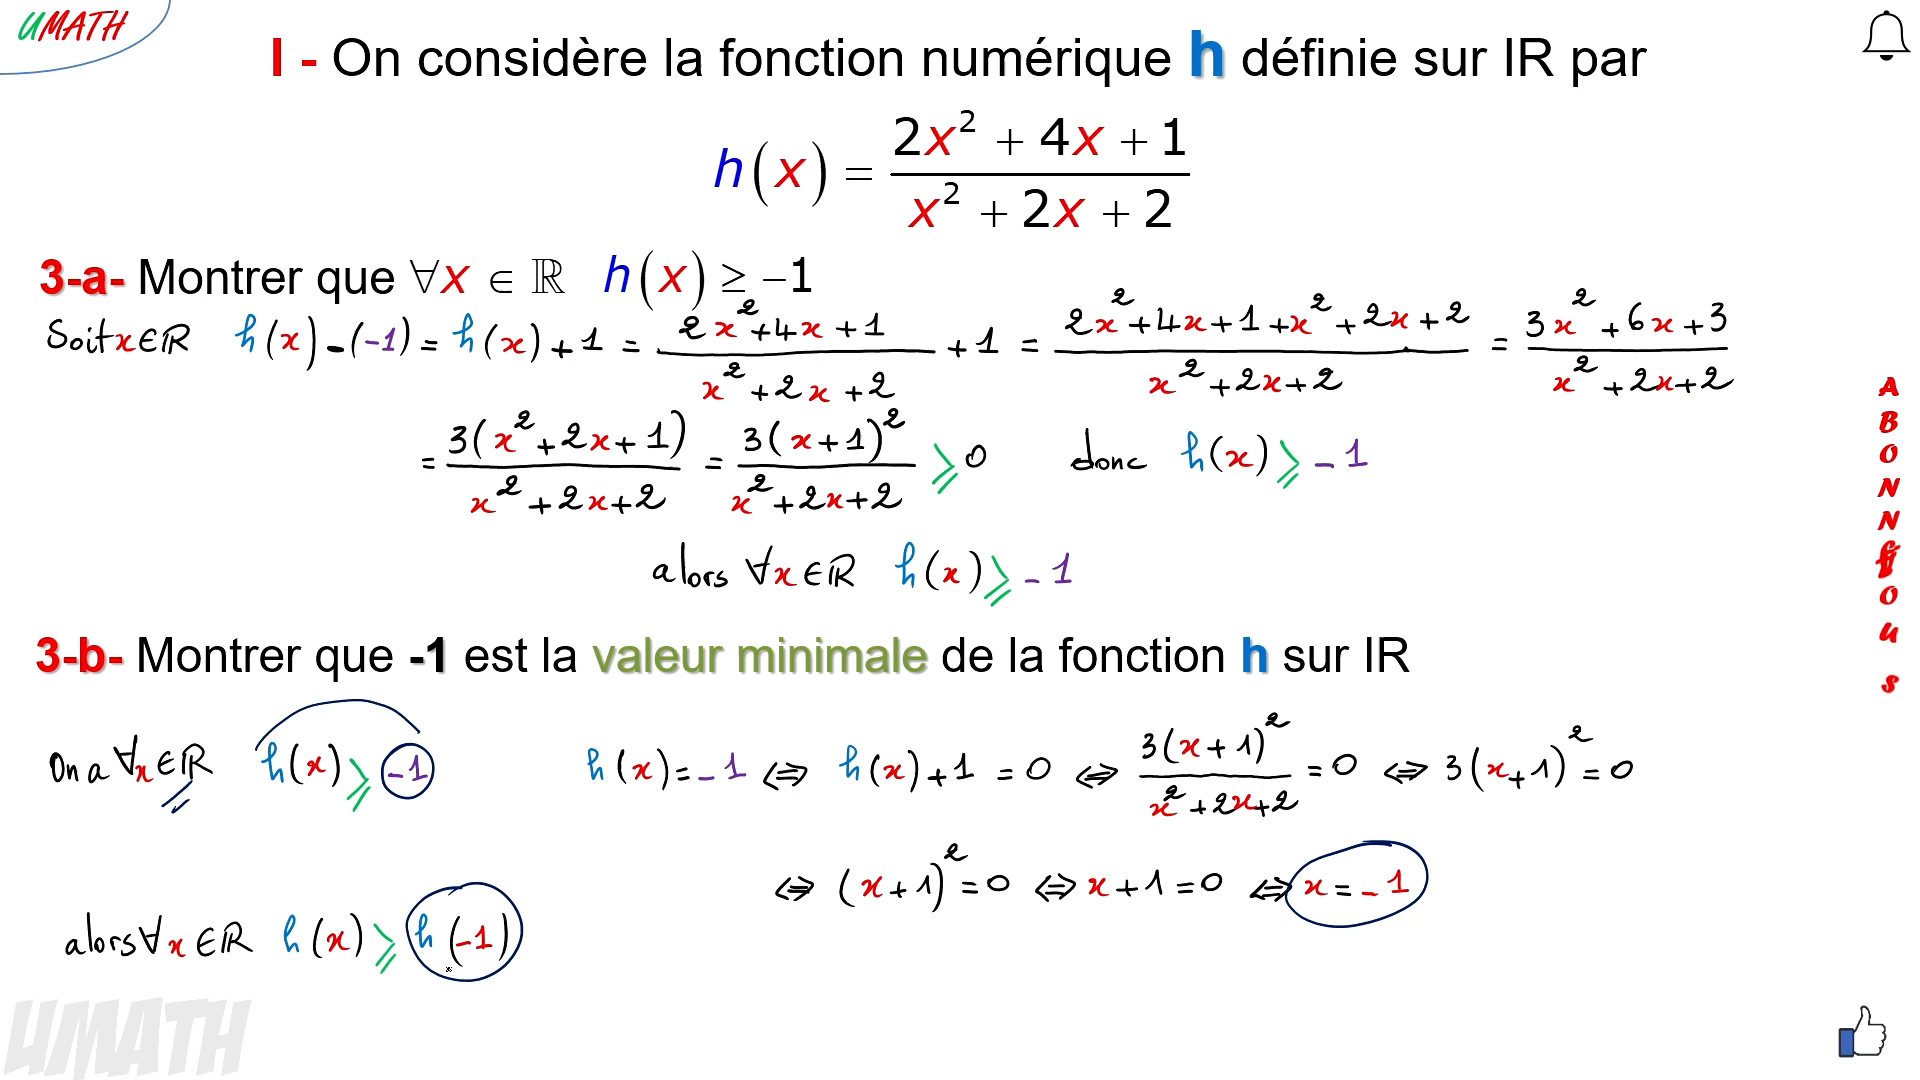 UMATH
I - On considère la fonction numérique h définie sur IR par
h(x) = (2x² + 4x + 1)/(x² + 2x + 2)
3-a- Montrer que ∀x ∈ ℝ h(x) ≥ -1
Soit x∈ℝ h(x)-(-1) = h(x)+1 = (2x²+4x+1)/(x²+2x+2) + 1 = (2x²+4x+1+x²+2x+2)/(x²+2x+2) = (3x²+6x+3)/(x²+2x+2)
= 3(x²+2x+1)/(x²+2x+2) = 3(x+1)²/(x²+2x+2) ⩾ 0 donc h(x) ⩾ -1
alors ∀x∈ℝ h(x) ⩾ -1
3-b- Montrer que -1 est la valeur minimale de la fonction h sur IR
On a ∀x∈ℝ h(x) ⩾ -1 h(x) = -1 ⇔ h(x)+1 = 0 ⇔ 3(x+1)²/(x²+2x+2) = 0 ⇔ 3(x+1)² = 0
⇔ (x+1)² = 0 ⇔ x+1 = 0 ⇔ x = -1
alors ∀x∈ℝ h(x) ⩾ h(-1)
UMATH